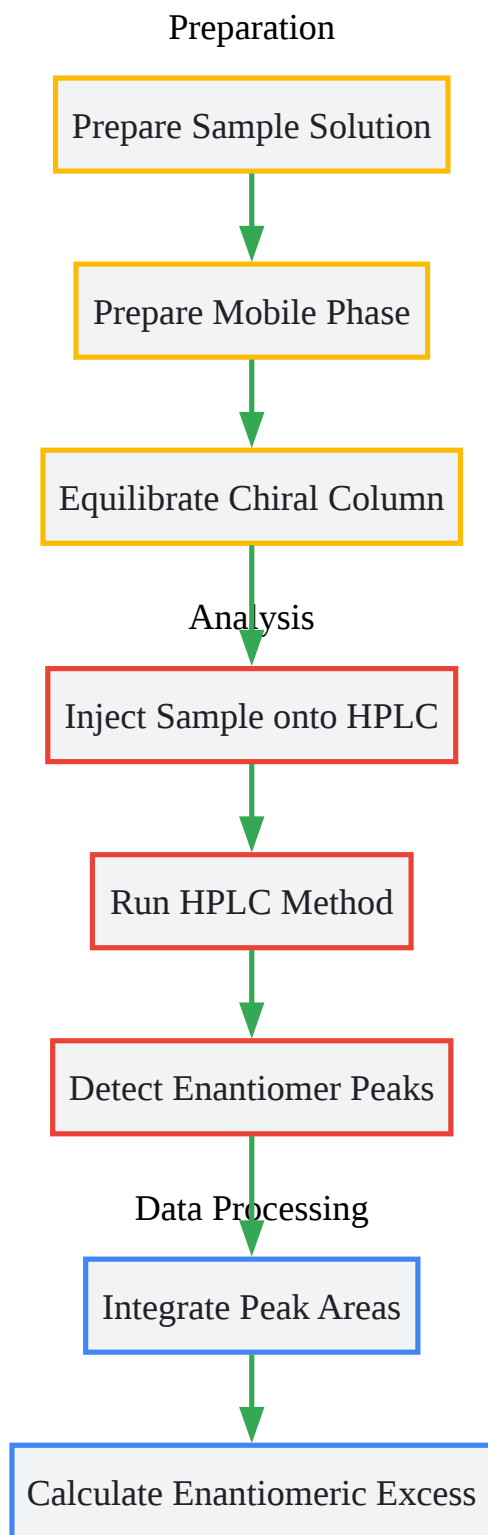 Preparation
Prepare Sample Solution
Prepare Mobile Phase
Equilibrate Chiral Column
Analysis
Inject Sample onto HPLC
Run HPLC Method
Detect Enantiomer Peaks
Data Processing
Integrate Peak Areas
Calculate Enantiomeric Excess